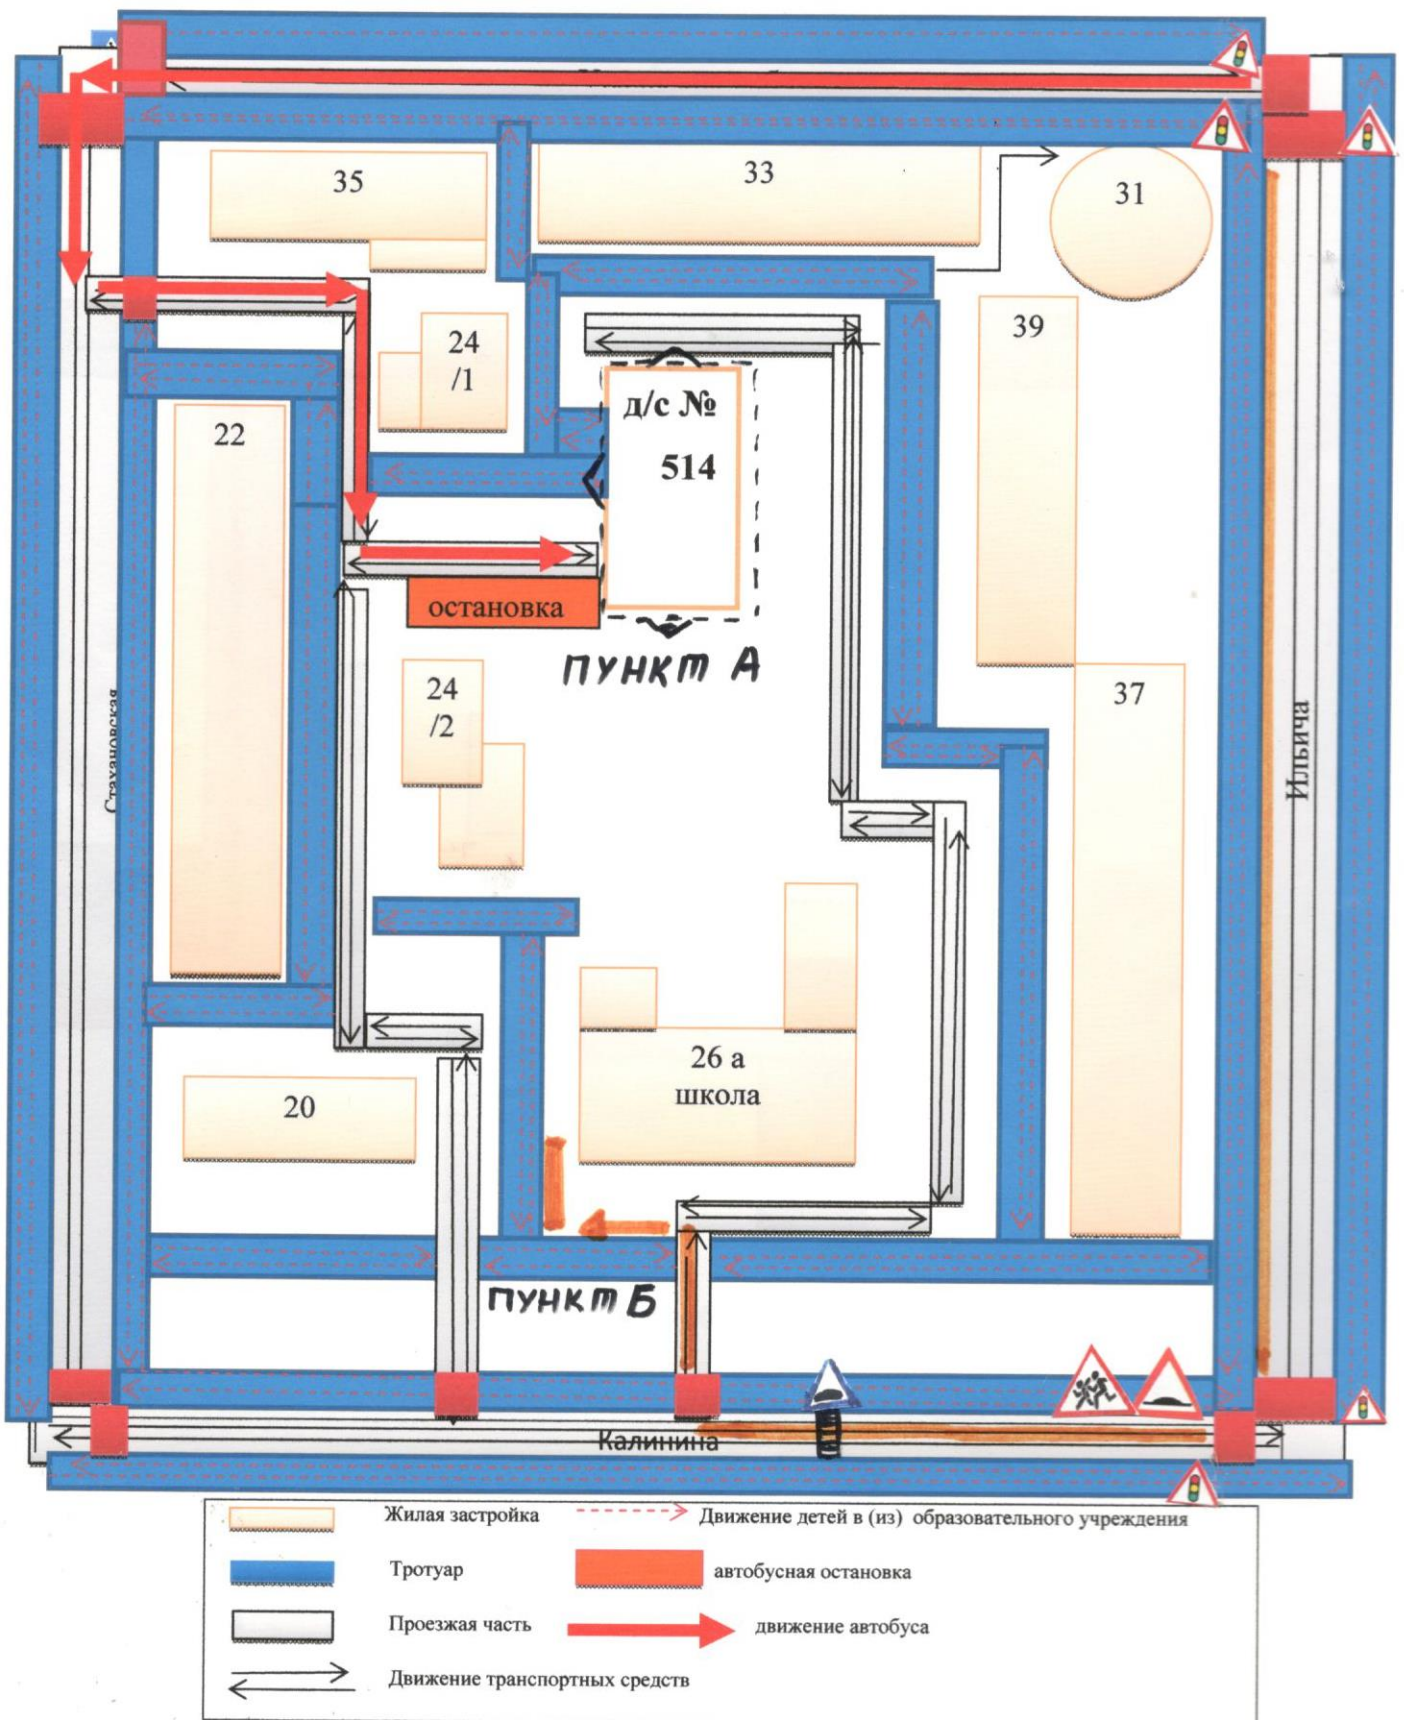 35
33
31
24
/1
39
д/с №
514
22
остановка
ПУНКТ А
24
/2
37
Стахановская
Ильича
26 а
школа
20
ПУНКТ Б
Калинина
Жилая застройка
Движение детей в (из) образовательного учреждения
Тротуар
автобусная остановка
Проезжая часть
движение автобуса
Движение транспортных средств